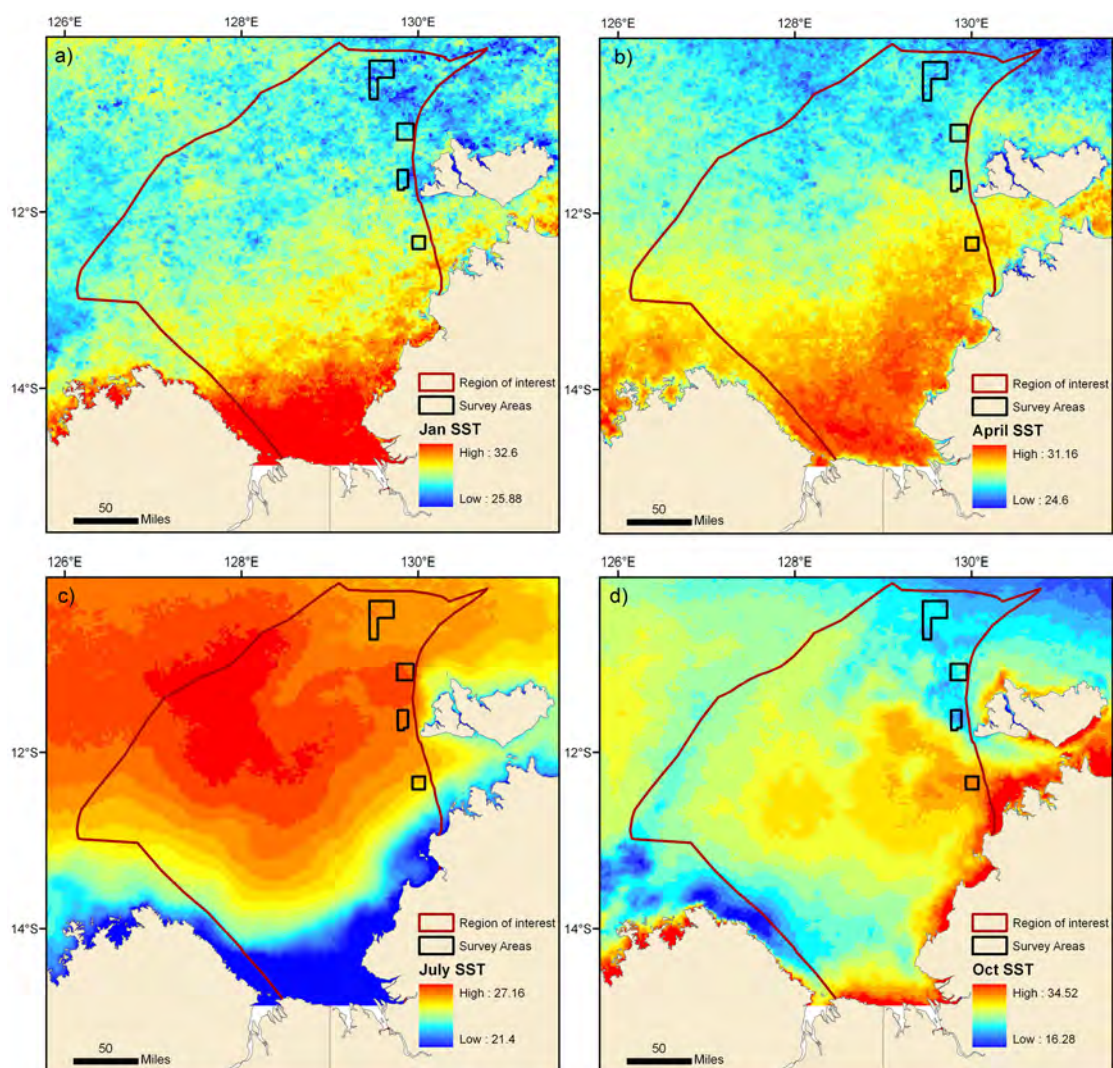 126°E 128°E 130°E
a)
12°S
14°S
Region of interest
Survey Areas
Jan SST
High : 32.6
Low : 25.88
50
Miles
126°E 128°E 130°E
b)
12°S
14°S
Region of interest
Survey Areas
April SST
High : 31.16
Low : 24.6
50
Miles
126°E 128°E 130°E
c)
12°S
14°S
Region of interest
Survey Areas
July SST
High : 27.16
Low : 21.4
50
Miles
126°E 128°E 130°E
d)
12°S
14°S
Region of interest
Survey Areas
Oct SST
High : 34.52
Low : 16.28
50
Miles